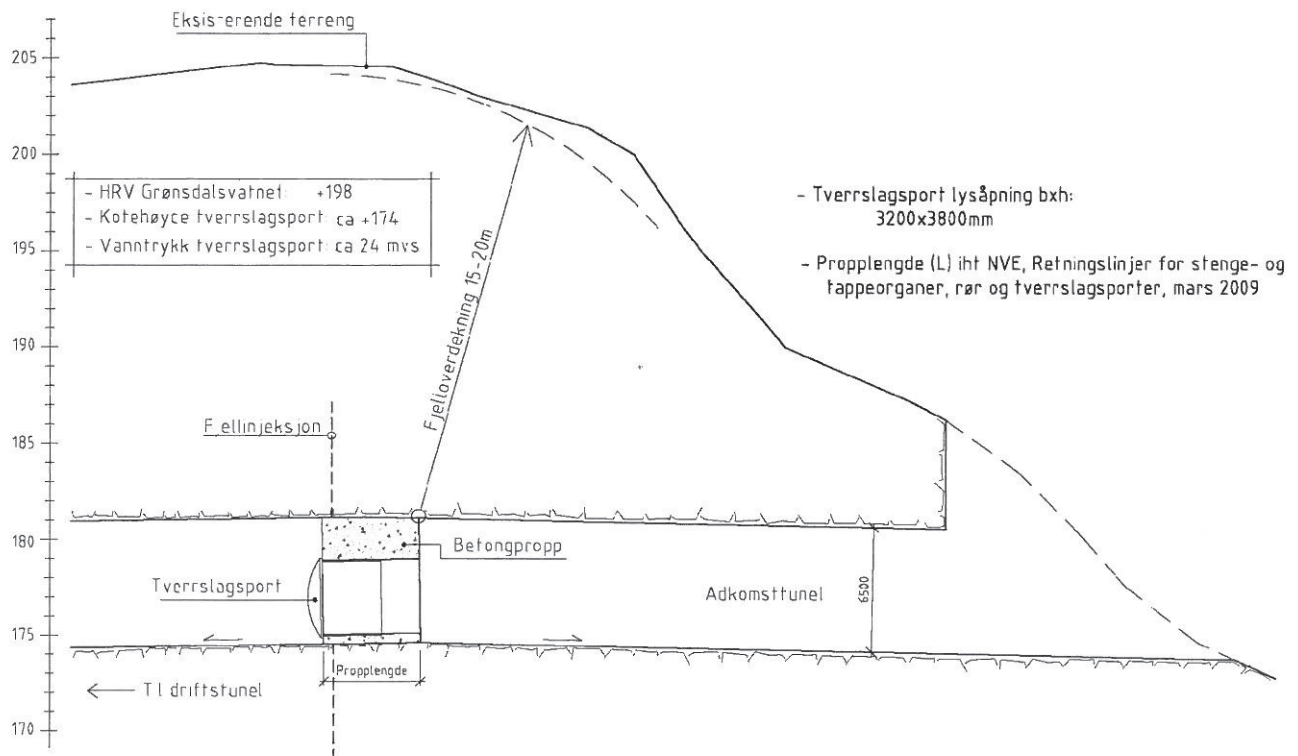 Eksis-erende terreng
205
200
195
190
185
180
175
170
- HRV Grønsdalsvatnet: +198
- Kotehøyce tverrslagsport: ca +174
- Vanntrykk tverrslagsport: ca 24 mvs
- Tverrslagsport lysåpning bxh:
3200x3800mm
- Propplengde (L) iht NVE, Retningslinjer for stenge- og
tappeorganer, rør og tverrslagsporter, mars 2009
Fjelloverdekning 15-20m
F ellinjeksjon
Betongpropp
Tverrslagsport
Adkomsttunel
6500
Propplengde
T l driftstunel